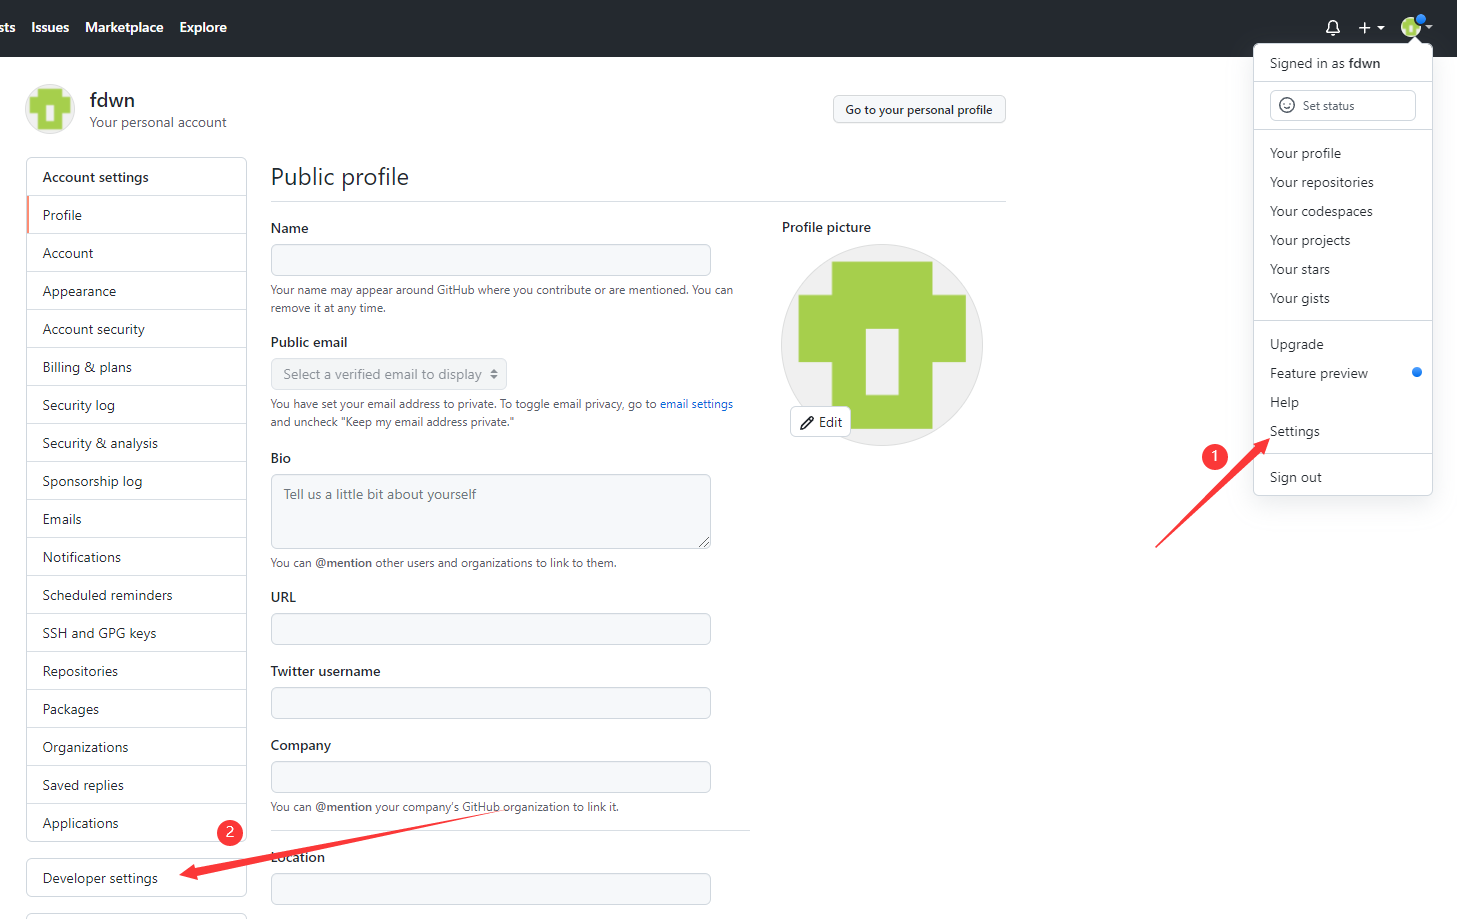 sts Issues Marketplace Explore
Signed in as fdwn
Set status
Your profile
Your repositories
Your codespaces
Your projects
Your stars
Your gists
Upgrade
Feature preview
Help
Settings
Sign out
1
fdwn
Your personal account
Go to your personal profile
Account settings
Profile
Account
Appearance
Account security
Billing & plans
Security log
Security & analysis
Sponsorship log
Emails
Notifications
Scheduled reminders
SSH and GPG keys
Repositories
Packages
Organizations
Saved replies
Applications
2
Developer settings
Public profile
Name
Your name may appear around GitHub where you contribute or are mentioned. You can
remove it at any time.
Public email
Select a verified email to display
You have set your email address to private. To toggle email privacy, go to email settings
and uncheck "Keep my email address private."
Bio
Tell us a little bit about yourself
You can @mention other users and organizations to link to them.
URL
Twitter username
Company
You can @mention your company's GitHub organization to link it.
Location
Profile picture
Edit